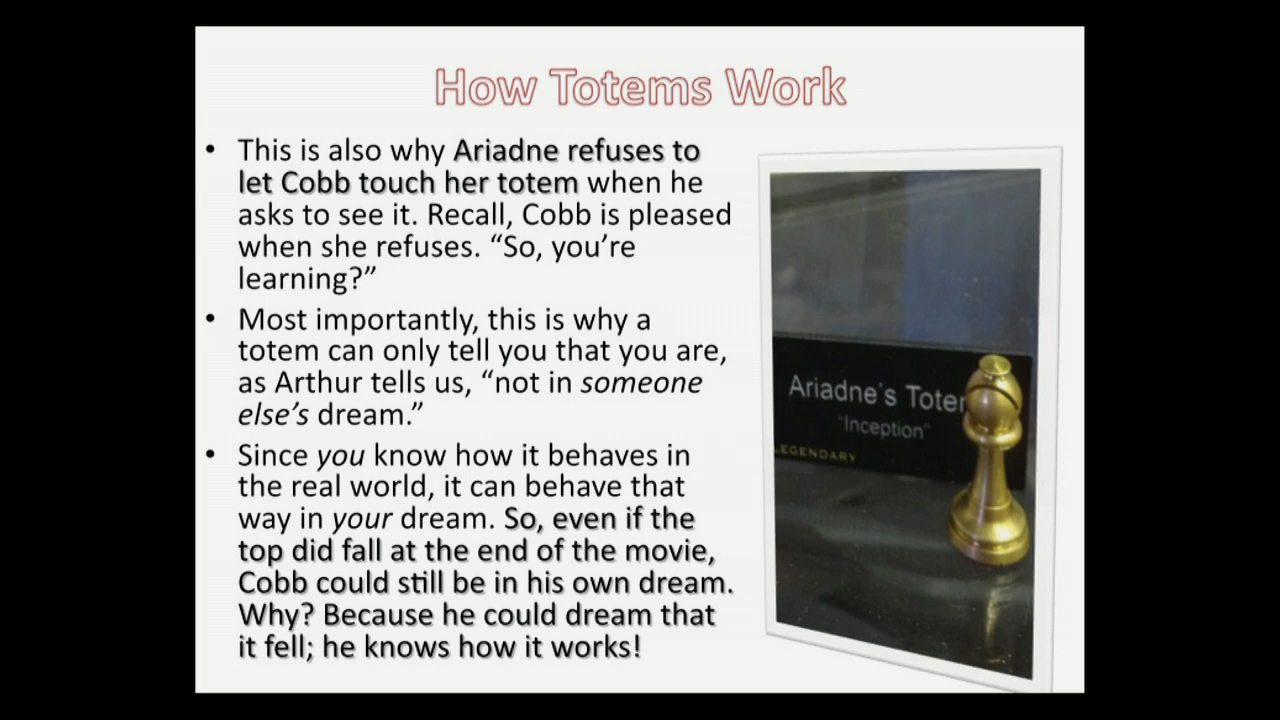 How Totems Work
• This is also why Ariadne refuses to
let Cobb touch her totem when he
asks to see it. Recall, Cobb is pleased
when she refuses. “So, you’re
learning?”
• Most importantly, this is why a
totem can only tell you that you are,
as Arthur tells us, “not in someone
else’s dream.”
• Since you know how it behaves in
the real world, it can behave that
way in your dream. So, even if the
top did fall at the end of the movie,
Cobb could still be in his own dream.
Why? Because he could dream that
it fell; he knows how it works!
Ariadne's Tote
"Inception"
LEGENDARY